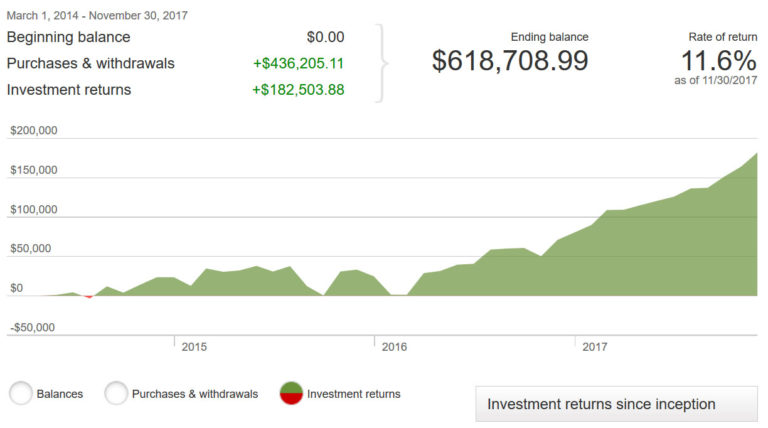 March 1, 2014 - November 30, 2017
Beginning balance $0.00
Purchases & withdrawals +$436,205.11
Investment returns +$182,503.88
Ending balance
$618,708.99
Rate of return
11.6%
as of 11/30/2017
$200,000
$150,000
$100,000
$50,000
$0
-$50,000
2015 2016 2017
Balances Purchases & withdrawals Investment returns
Investment returns since inception